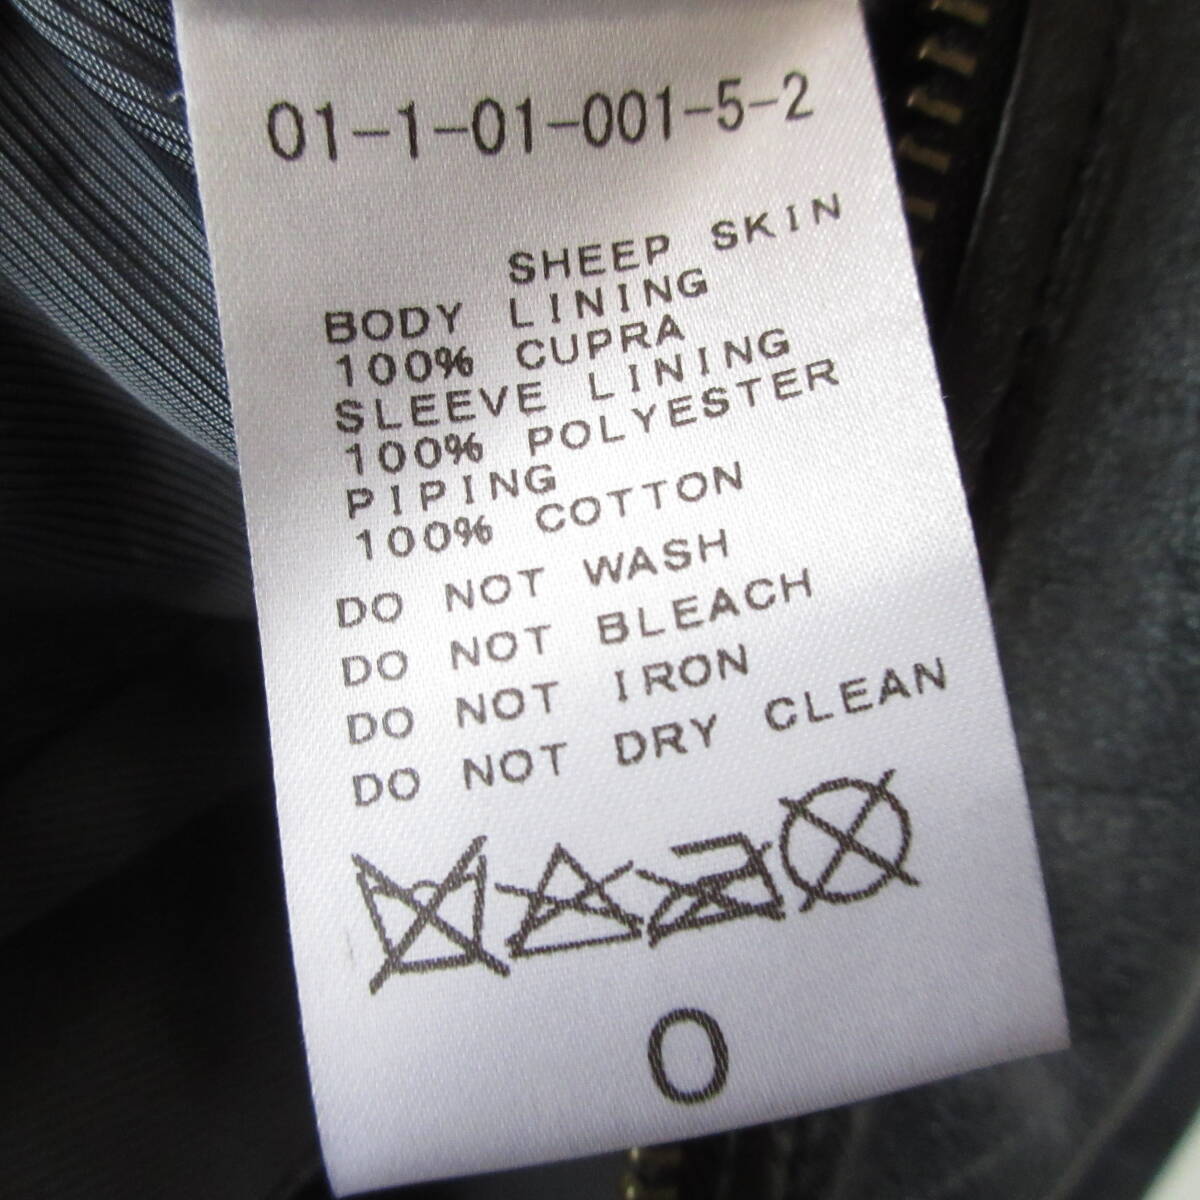 01-1-01-001-5-2
SHEEP SKIN
BODY LINING
100% CUPRA
SLEEVE LINING
100% POLYESTER
PIPING
100% COTTON
DO NOT WASH
DO NOT BLEACH
DO NOT IRON
DO NOT DRY CLEAN
0